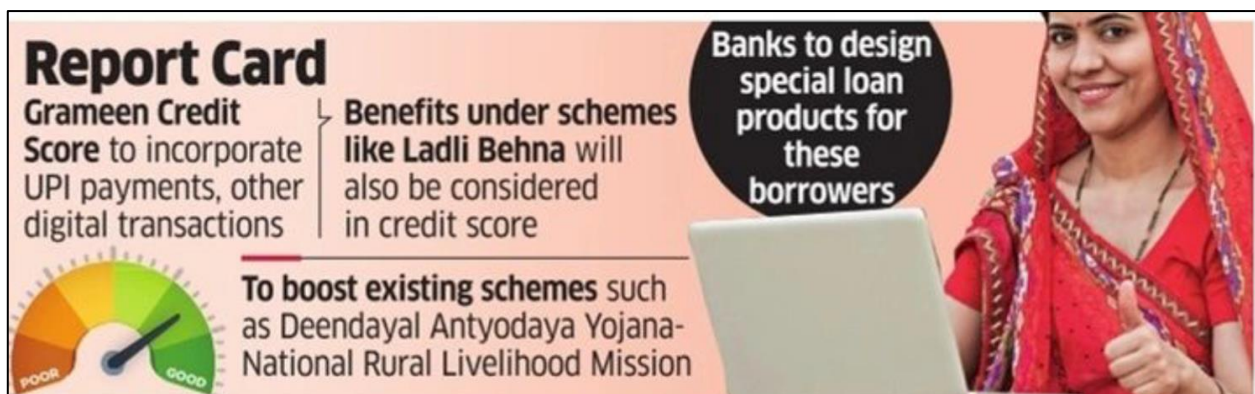 Report Card
Grameen Credit
Score to incorporate
UPI payments, other
digital transactions
Benefits under schemes
like Ladli Behna will
also be considered
in credit score
To boost existing schemes such
as Deendayal Antyodaya Yojana-
National Rural Livelihood Mission
Banks to design
special loan
products for
these
borrowers
POOR
GOOD